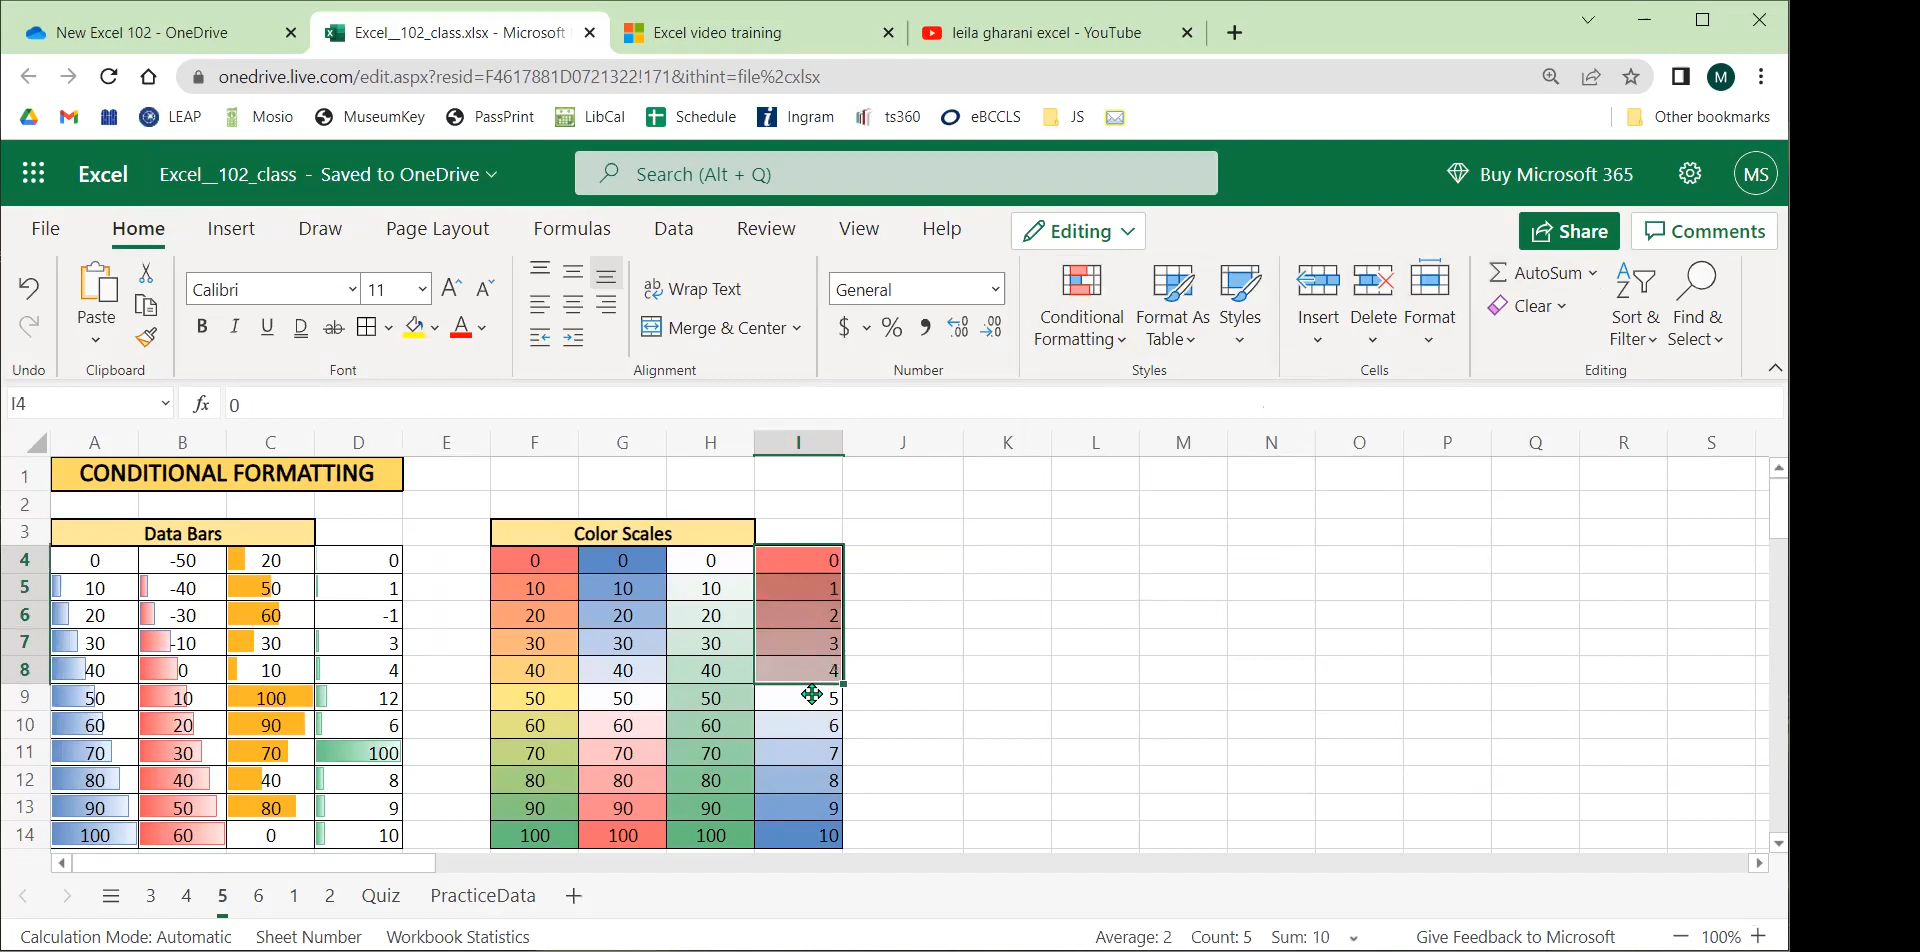 New Excel 102 - OneDrive
Excel__102_class.xlsx - Microsoft
Excel video training
leila gharani excel - YouTube
onedrive.live.com/edit.aspx?resid=F4617881D0721322!171&ithint=file%2cxlsx
M
LEAP Mosio MuseumKey PassPrint LibCal Schedule Ingram ts360 eBCCLS JS Other bookmarks
Excel Excel__102_class - Saved to OneDrive Search (Alt + Q) Buy Microsoft 365 MS
File Home Insert Draw Page Layout Formulas Data Review View Help Editing Share Comments
Paste
Calibri 11
B I U D ab A
Wrap Text
Merge & Center
General
$ %
Conditional Formatting
Format As Table
Styles
Insert Delete Format
AutoSum
Clear
Sort & Filter
Find & Select
Undo Clipboard Font Alignment Number Styles Cells Editing
I4 fx 0
A B C D E F G H I J K L M N O P Q R S
1 CONDITIONAL FORMATTING
2
3 Data Bars Color Scales
4 0 -50 20 0 0 0 0 0
5 10 -40 50 1 10 10 10 1
6 20 -30 60 -1 20 20 20 2
7 30 -10 30 3 30 30 30 3
8 40 0 10 4 40 40 40 4
9 50 10 100 12 50 50 50 5
10 60 20 90 6 60 60 60 6
11 70 30 70 100 70 70 70 7
12 80 40 40 8 80 80 80 8
13 90 50 80 9 90 90 90 9
14 100 60 0 10 100 100 100 10
3 4 5 6 1 2 Quiz PracticeData
Calculation Mode: Automatic Sheet Number Workbook Statistics Average: 2 Count: 5 Sum: 10 Give Feedback to Microsoft 100%